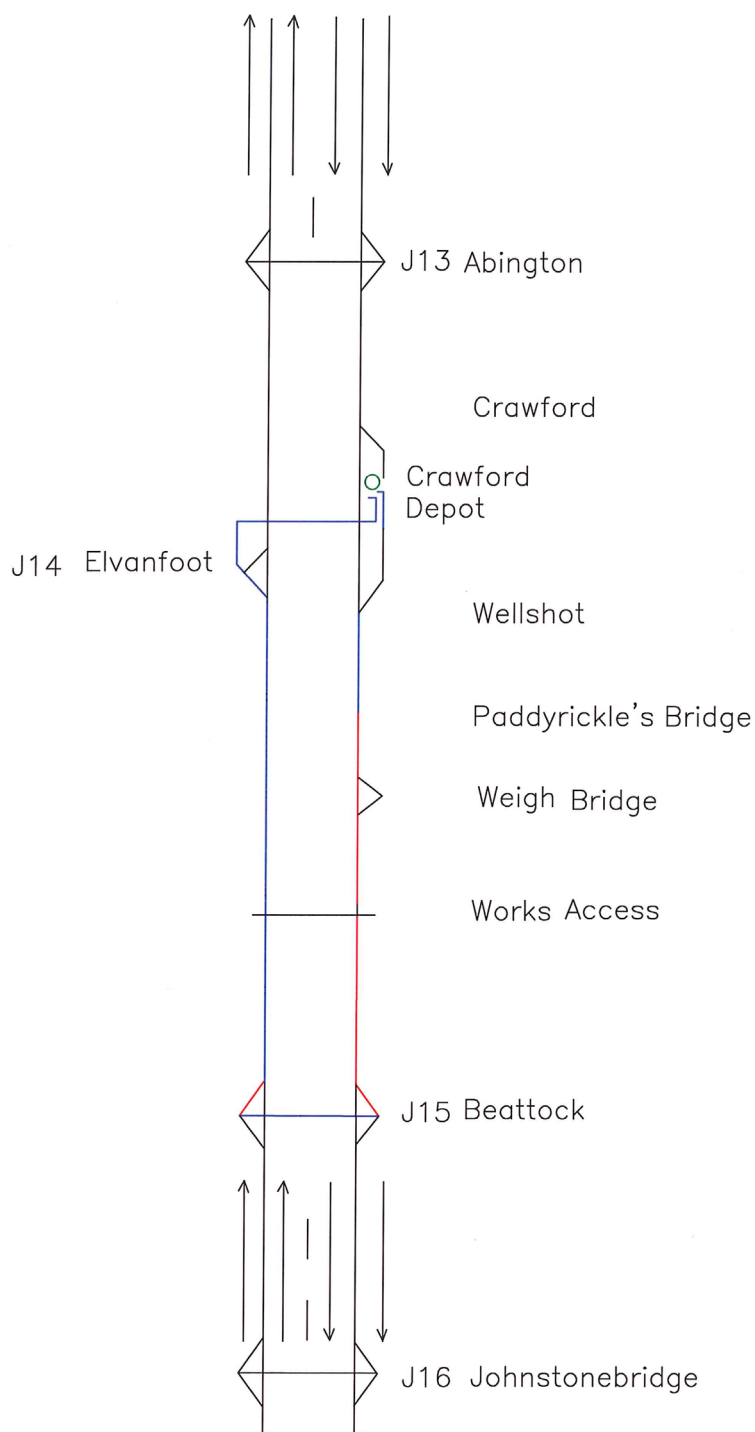 J13 Abington
Crawford
Crawford
Depot
J14 Elvanfoot
Wellshot
Paddyrickle's Bridge
Weigh Bridge
Works Access
J15 Beattock
J16 Johnstonebridge